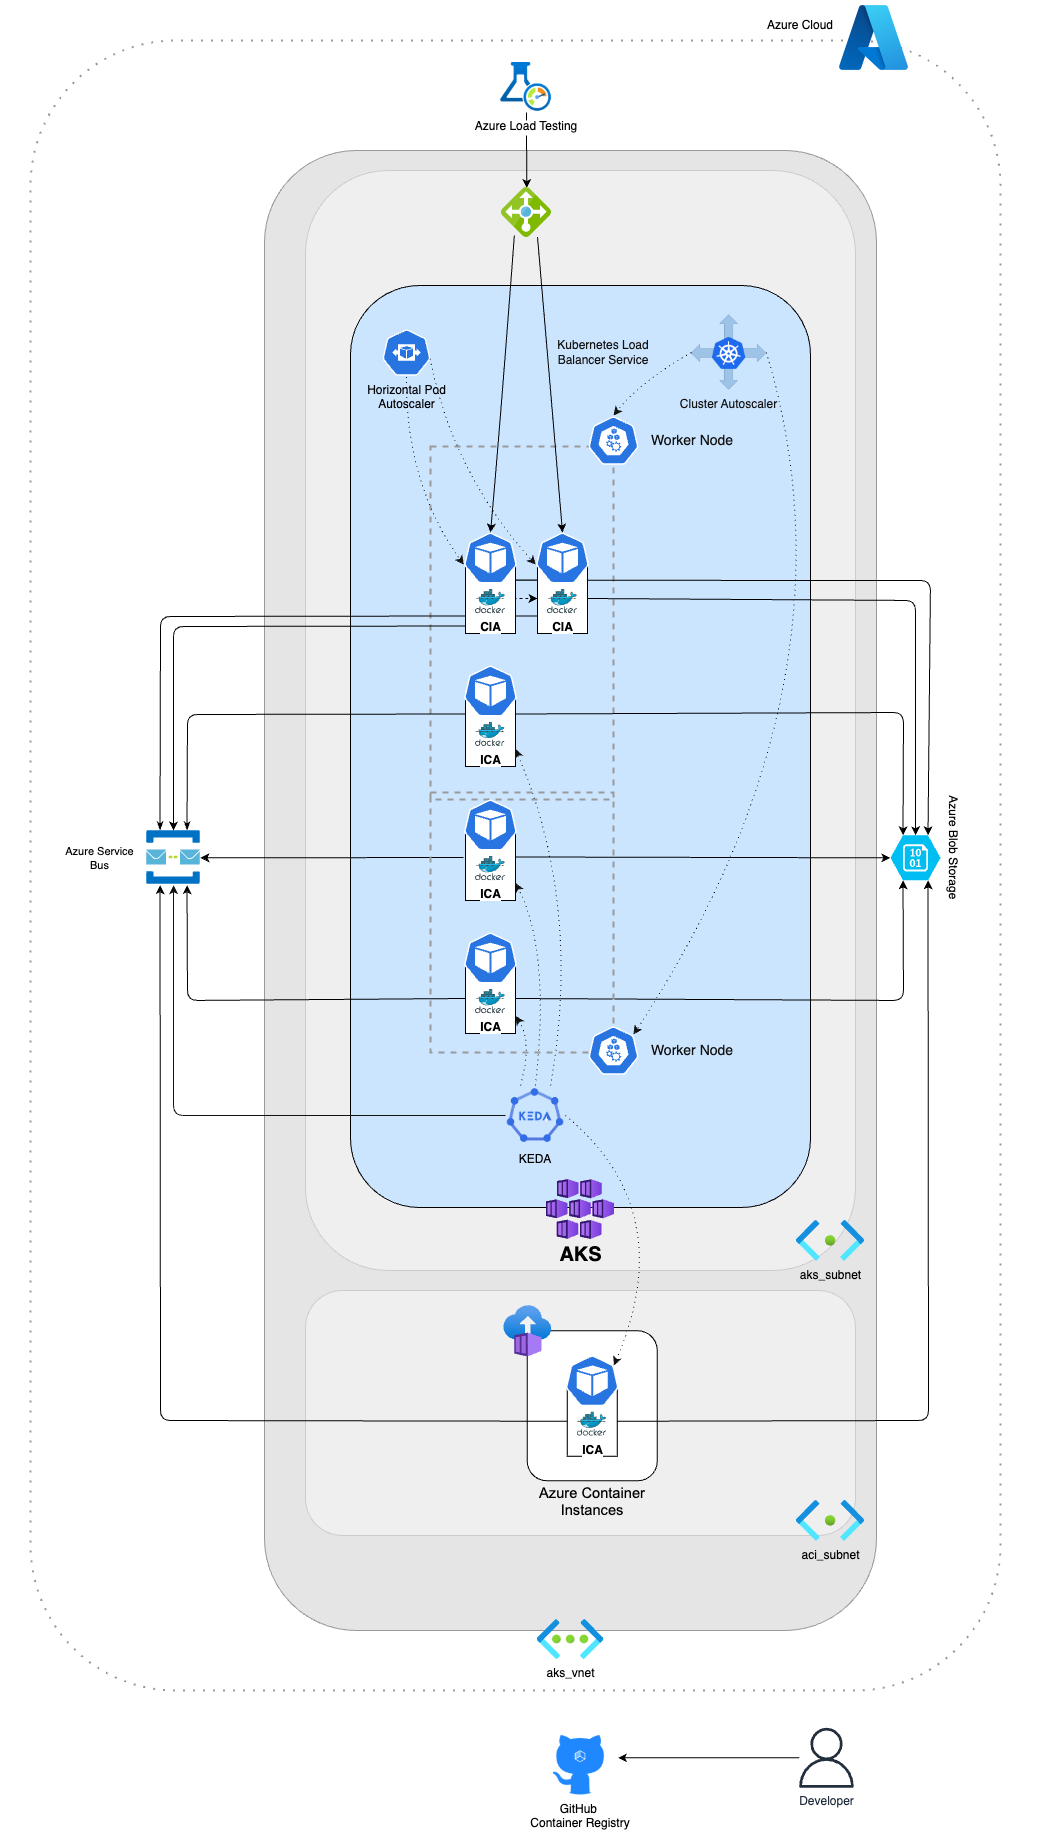 Azure Cloud
Azure Load Testing
Kubernetes Load
Balancer Service
Horizontal Pod
Autoscaler
Cluster Autoscaler
Worker Node
docker
CIA
docker
CIA
docker
ICA
Azure Service
Bus
docker
ICA
10
01
Azure Blob Storage
docker
ICA
Worker Node
KEDA
KEDA
AKS
aks_subnet
docker
ICA
Azure Container
Instances
aci_subnet
aks_vnet
GitHub
Container Registry
Developer